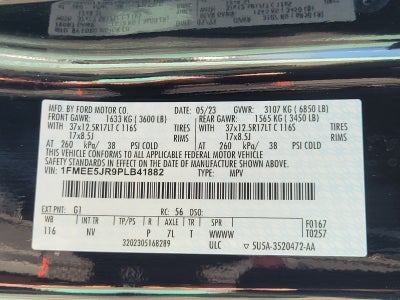 MFD. BY FORD MOTOR CO. 05/23 GVWR: 3107 KG ( 6850 LB)
FRONT GAWR: 1633 KG ( 3600 LB) REAR GAWR: 1565 KG ( 3450 LB)
37x12.5R17LT C 116S TIRES 37x12.5R17LT C 116S TIRES
17x8.5J RIMS 17x8.5J RIMS
AT 260 kPa/ 38 PSI COLD AT 260 kPa/ 38 PSI COLD
THIS VEHICLE CONFORMS TO ALL APPLICABLE FEDERAL MOTOR VEHICLE
SAFETY STANDARDS IN EFFECT ON THE DATE OF MANUFACTURE SHOWN ABOVE.
VIN: 1FMEE5JR9PLB41882 TYPE: MPV
EXT PNT: G1 RC: 56 DSO: F0167
WB INT TR TP/PS R AXLE TR SPR T0257
116 NV P 7L T WWWW
3202305168289 5USA-3520472-AA